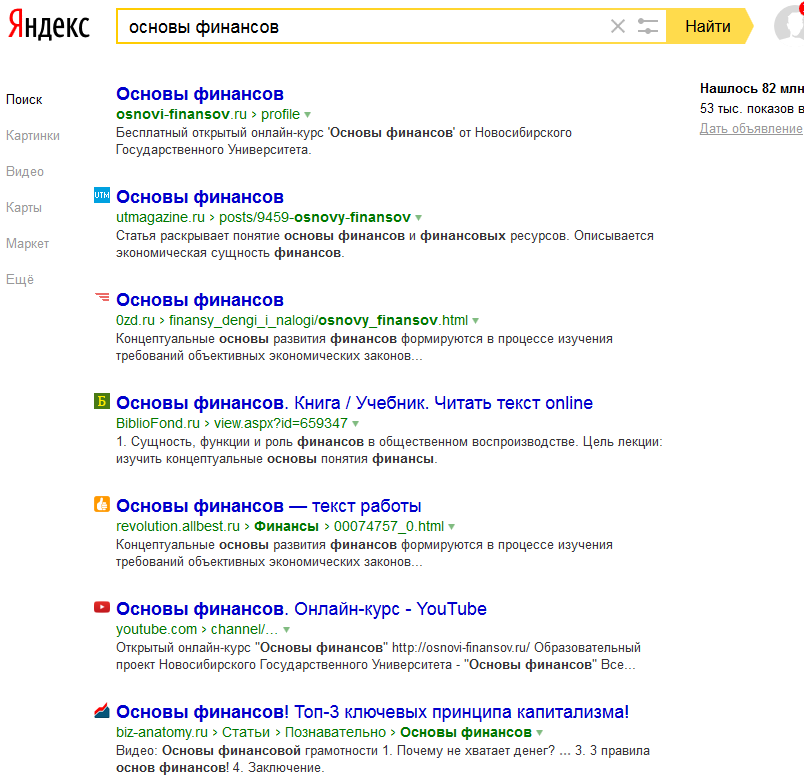 Яндекс
основы финансов
Найти
Поиск
Картинки
Видео
Карты
Маркет
Ещё
Основы финансов
osnovi-finansov.ru › profile
Бесплатный открытый онлайн-курс 'Основы финансов' от Новосибирского
Государственного Университета.
UTM
Основы финансов
utmagazine.ru › posts/9459-osnovy-finansov
Статья раскрывает понятие основы финансов и финансовых ресурсов. Описывается
экономическая сущность финансов.
Основы финансов
0zd.ru › finansy_dengi_i_nalogi/osnovy_finansov.html
Концептуальные основы развития финансов формируются в процессе изучения
требований объективных экономических законов...
Б
Основы финансов. Книга / Учебник. Читать текст online
BiblioFond.ru › view.aspx?id=659347
1. Сущность, функции и роль финансов в общественном воспроизводстве. Цель лекции:
изучить концептуальные основы понятия финансы.
Основы финансов — текст работы
revolution.allbest.ru › Финансы › 00074757_0.html
Концептуальные основы развития финансов формируются в процессе изучения
требований объективных экономических законов...
Основы финансов. Онлайн-курс - YouTube
youtube.com › channel/...
Открытый онлайн-курс "Основы финансов" http://osnovi-finansov.ru/ Образовательный
проект Новосибирского Государственного Университета - "Основы финансов" Все...
Основы финансов! Топ-3 ключевых принципа капитализма!
biz-anatomy.ru › Статьи › Познавательно › Основы финансов
Видео: Основы финансовой грамотности 1. Почему не хватает денег? ... 3. 3 правила
основ финансов! 4. Заключение.
Нашлось 82 млн
53 тыс. показов в
Дать объявление